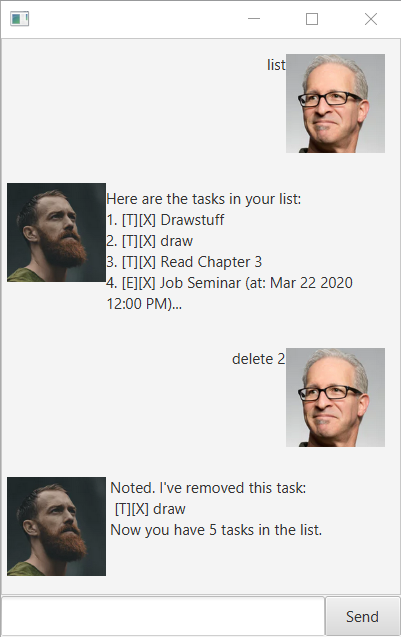 list
Here are the tasks in your list:
1. [T][X] Drawstuff
2. [T][X] draw
3. [T][X] Read Chapter 3
4. [E][X] Job Seminar (at: Mar 22 2020
12:00 PM)...
delete 2
Noted. I've removed this task:
[T][X] draw
Now you have 5 tasks in the list.
Send